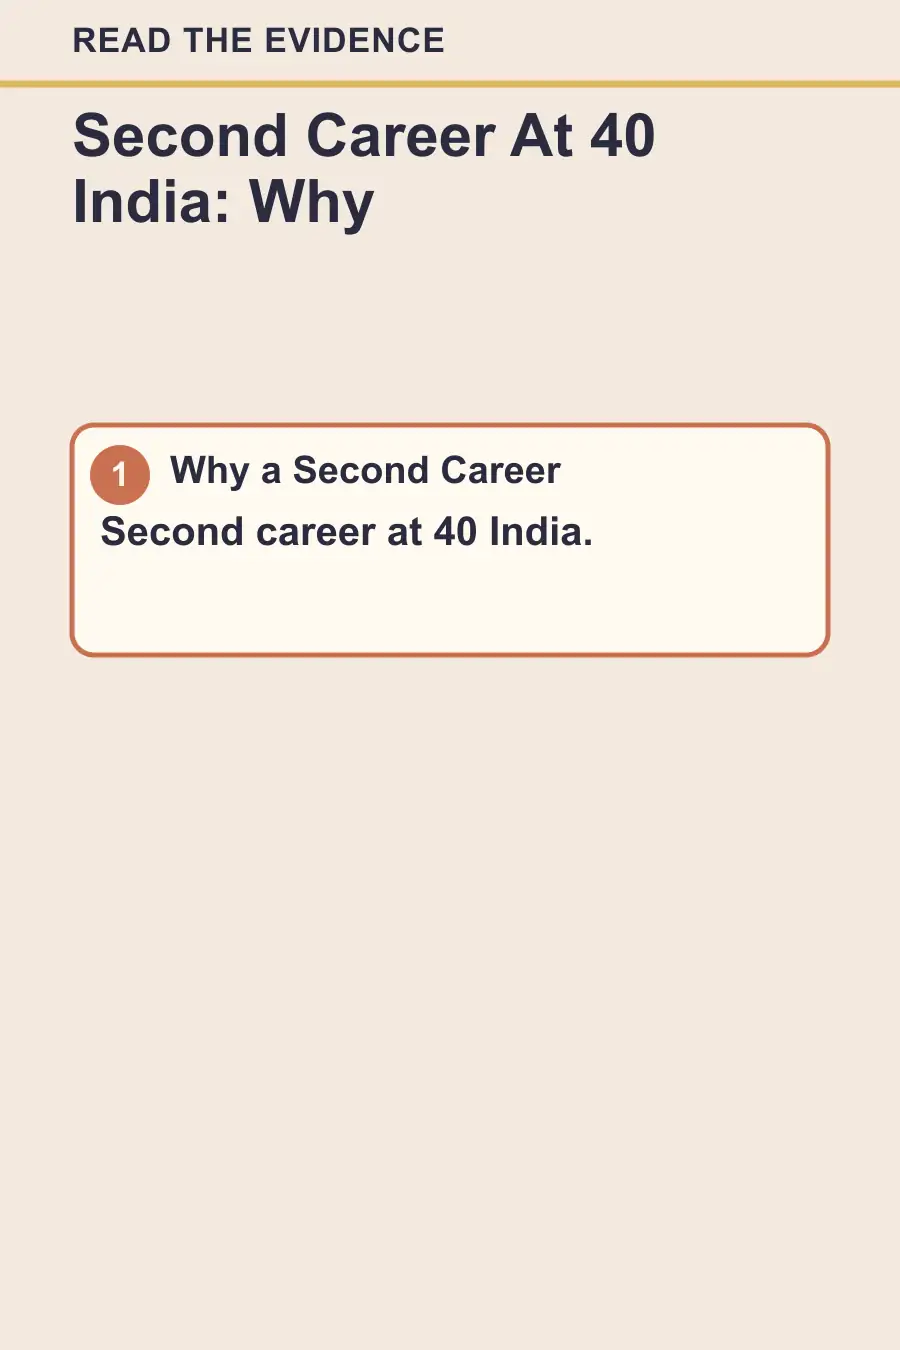 READ THE EVIDENCE
Second Career At 40
India: Why
1 Why a Second Career
Second career at 40 India.